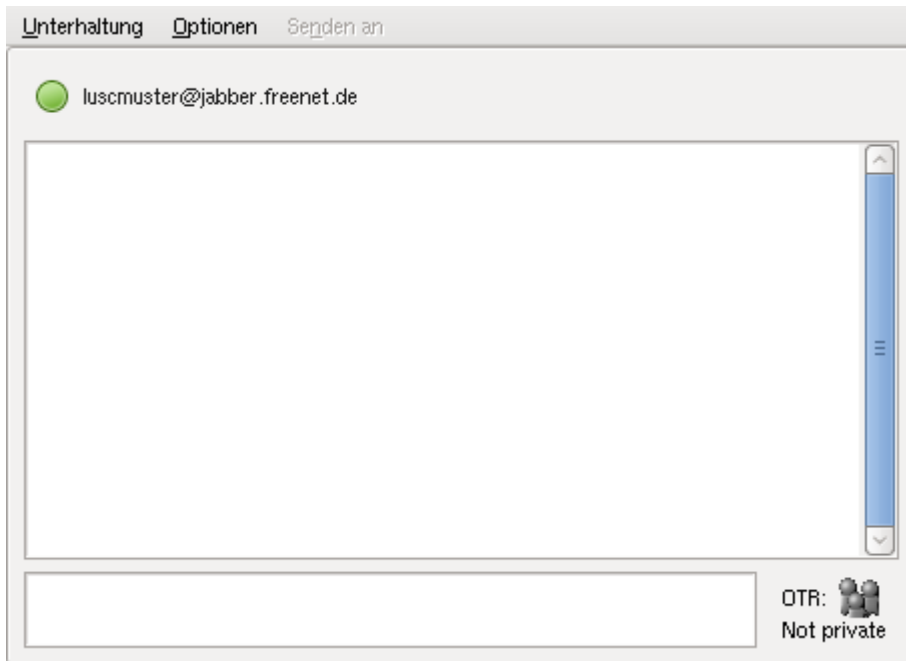 Unterhaltung Optionen Senden an
luscmuster@jabber.freenet.de
OTR:
Not private